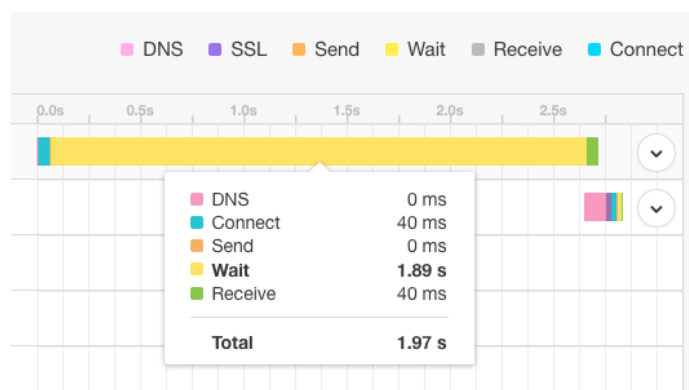 DNS SSL Send Wait Receive Connect
0.0s 0.5s 1.0s 1.5s 2.0s 2.5s
DNS 0 ms
Connect 40 ms
Send 0 ms
Wait 1.89 s
Receive 40 ms
Total 1.97 s